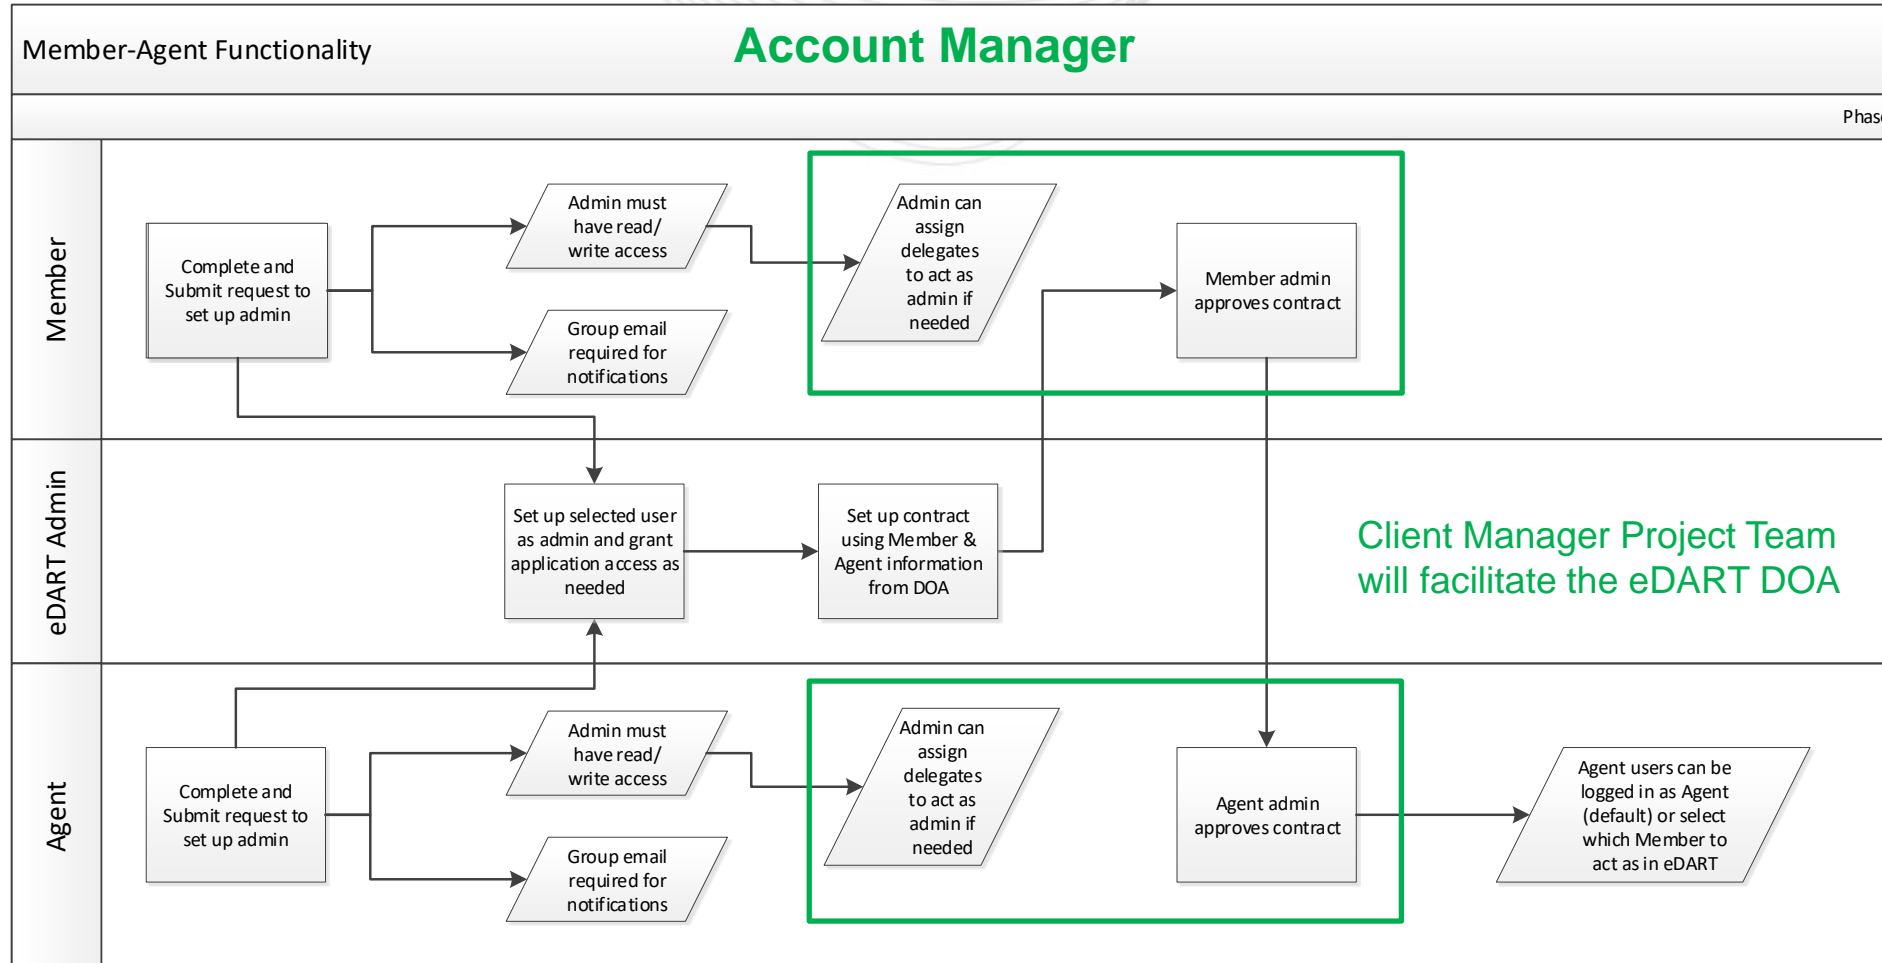 Member-Agent Functionality
Account Manager
Phase
Member
Complete and
Submit request to
set up admin
Admin must
have read/
write access
Group email
required for
notifications
Admin can
assign
delegates
to act as
admin if
needed
Member admin
approves contract
eDART Admin
Set up selected user
as admin and grant
application access as
needed
Set up contract
using Member &
Agent information
from DOA
Client Manager Project Team
will facilitate the eDART DOA
Agent
Complete and
Submit request to
set up admin
Admin must
have read/
write access
Group email
required for
notifications
Admin can
assign
delegates
to act as
admin if
needed
Agent admin
approves contract
Agent users can be
logged in as Agent
(default) or select
which Member to
act as in eDART